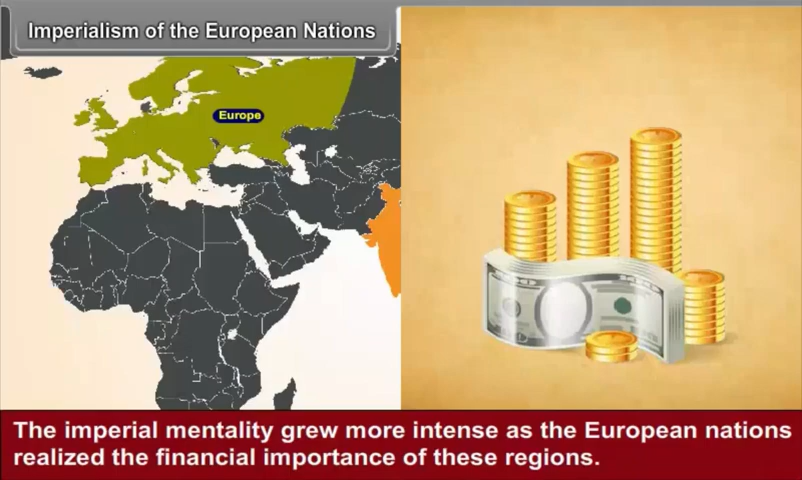 Imperialism of the European Nations
Europe
The imperial mentality grew more intense as the European nations
realized the financial importance of these regions.